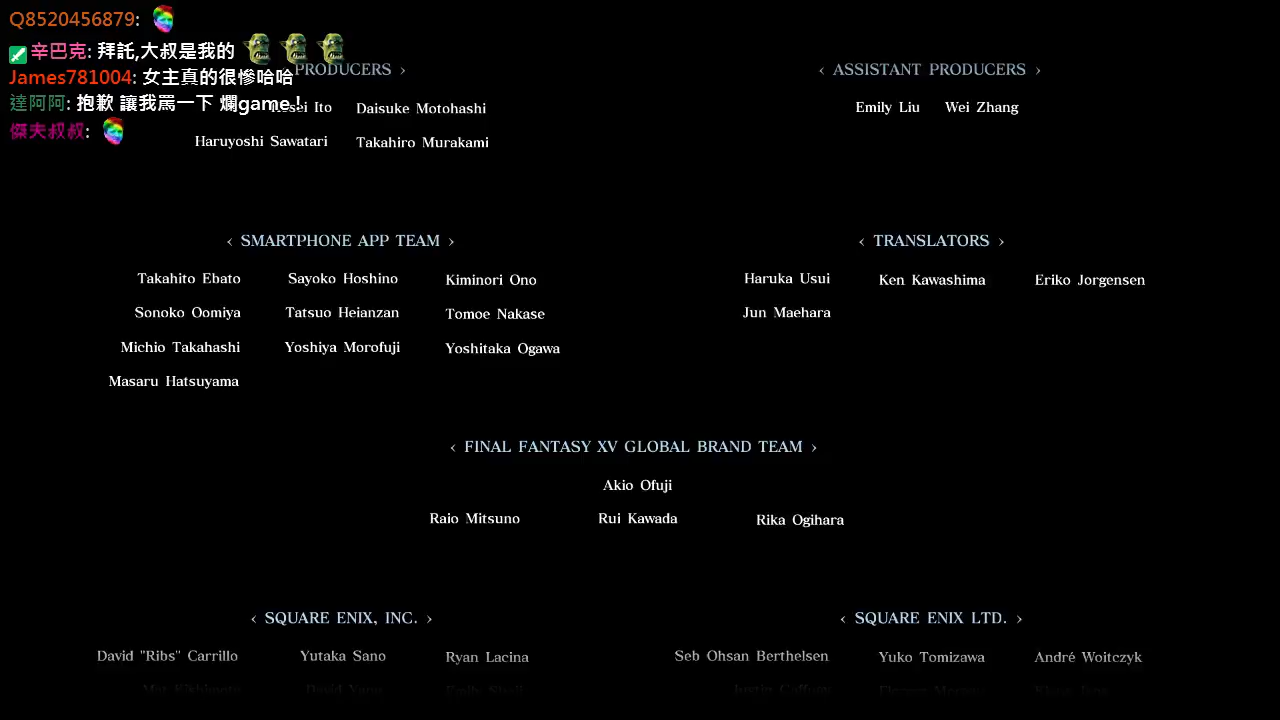 Q8520456879:
辛巴克: 拜託,大叔是我的
PRODUCERS › ‹ ASSISTANT PRODUCERS ›
James781004: 女主真的很慘哈哈
達阿阿: 抱歉 讓我罵一下 爛game !
Ito Daisuke Motohashi Emily Liu Wei Zhang
傑夫叔叔:
Haruyoshi Sawatari Takahiro Murakami
‹ SMARTPHONE APP TEAM › ‹ TRANSLATORS ›
Takahito Ebato Sayoko Hoshino Kiminori Ono Haruka Usui Ken Kawashima Eriko Jorgensen
Sonoko Oomiya Tatsuo Heianzan Tomoe Nakase Jun Maehara
Michio Takahashi Yoshiya Morofuji Yoshitaka Ogawa
Masaru Hatsuyama
‹ FINAL FANTASY XV GLOBAL BRAND TEAM ›
Akio Ofuji
Raio Mitsuno Rui Kawada Rika Ogihara
‹ SQUARE ENIX, INC. › ‹ SQUARE ENIX LTD. ›
David "Ribs" Carrillo Yutaka Sano Ryan Lacina Seb Ohsan Berthelsen Yuko Tomizawa André Woitczyk